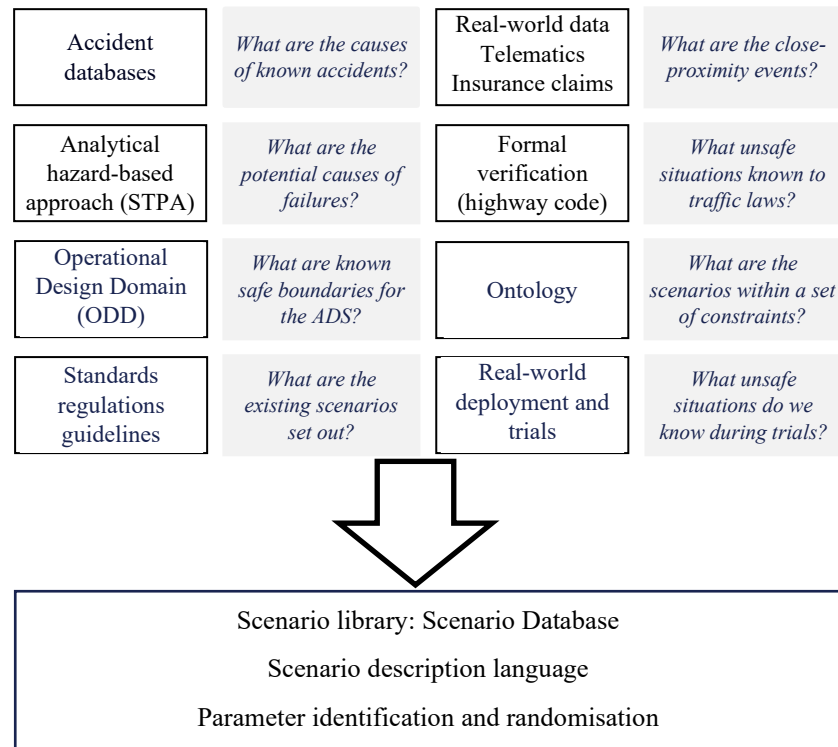 Accident
databases
What are the causes
of known accidents?
Real-world data
Telematics
Insurance claims
What are the close-
proximity events?
Analytical
hazard-based
approach (STPA)
What are the
potential causes of
failures?
Formal
verification
(highway code)
What unsafe
situations known to
traffic laws?
Operational
Design Domain
(ODD)
What are known
safe boundaries for
the ADS?
Ontology
What are the
scenarios within a set
of constraints?
Standards
regulations
guidelines
What are the
existing scenarios
set out?
Real-world
deployment and
trials
What unsafe
situations do we
know during trials?
Scenario library: Scenario Database
Scenario description language
Parameter identification and randomisation